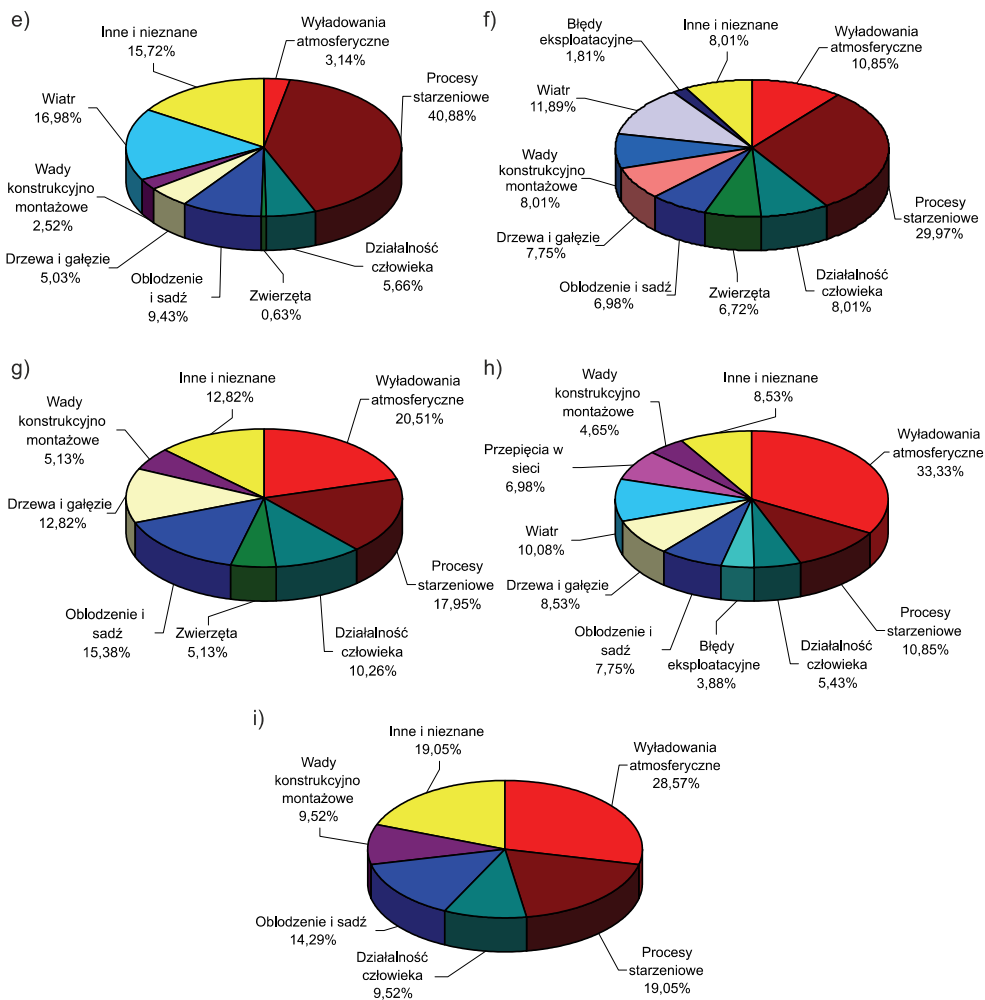 e)
Inne i nieznane
15,72%
Wyładowania
atmosferyczne
3,14%
Procesy
starzeniowe
40,88%
Działalność
człowieka
5,66%
Zwierzęta
0,63%
Oblodzenie
i sadź
9,43%
Drzewa i gałęzie
5,03%
Wady
konstrukcyjno
montażowe
2,52%
Wiatr
16,98%
f)
Błędy
eksploatacyjne
1,81%
Inne i nieznane
8,01%
Wyładowania
atmosferyczne
10,85%
Procesy
starzeniowe
29,97%
Działalność
człowieka
8,01%
Zwierzęta
6,72%
Oblodzenie i sadź
6,98%
Drzewa i gałęzie
7,75%
Wady
konstrukcyjno
montażowe
8,01%
Wiatr
11,89%
g)
Inne i nieznane
12,82%
Wyładowania
atmosferyczne
20,51%
Procesy
starzeniowe
17,95%
Działalność
człowieka
10,26%
Zwierzęta
5,13%
Oblodzenie i
sadź
15,38%
Drzewa i gałęzie
12,82%
Wady
konstrukcyjno
montażowe
5,13%
h)
Wady
konstrukcyjno
montażowe
4,65%
Inne i nieznane
8,53%
Wyładowania
atmosferyczne
33,33%
Procesy
starzeniowe
10,85%
Działalność
człowieka
5,43%
Błędy
eksploatacyjne
3,88%
Oblodzenie i
sadź
7,75%
Drzewa i gałęzie
8,53%
Wiatr
10,08%
Przepięcia w
sieci
6,98%
i)
Inne i nieznane
19,05%
Wyładowania
atmosferyczne
28,57%
Procesy
starzeniowe
19,05%
Działalność
człowieka
9,52%
Oblodzenie i sadź
14,29%
Wady
konstrukcyjno
montażowe
9,52%